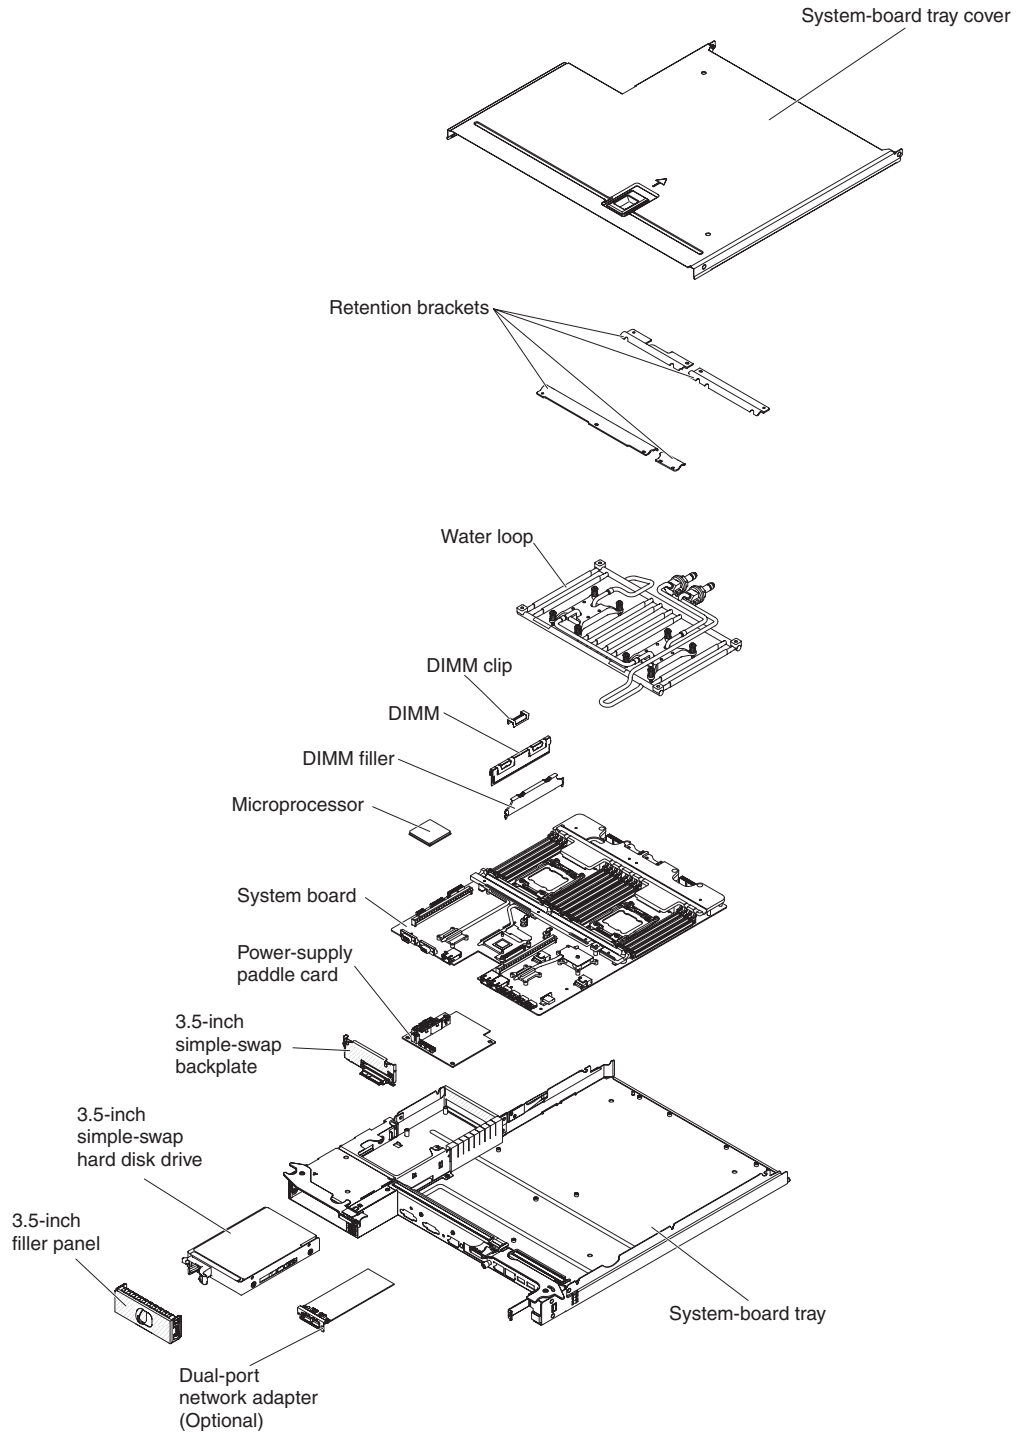 System-board tray cover
Retention brackets
Water loop
DIMM clip
DIMM
DIMM filler
Microprocessor
System board
Power-supply
paddle card
3.5-inch
simple-swap
backplate
3.5-inch
simple-swap
hard disk drive
3.5-inch
filler panel
System-board tray
Dual-port
network adapter
(Optional)